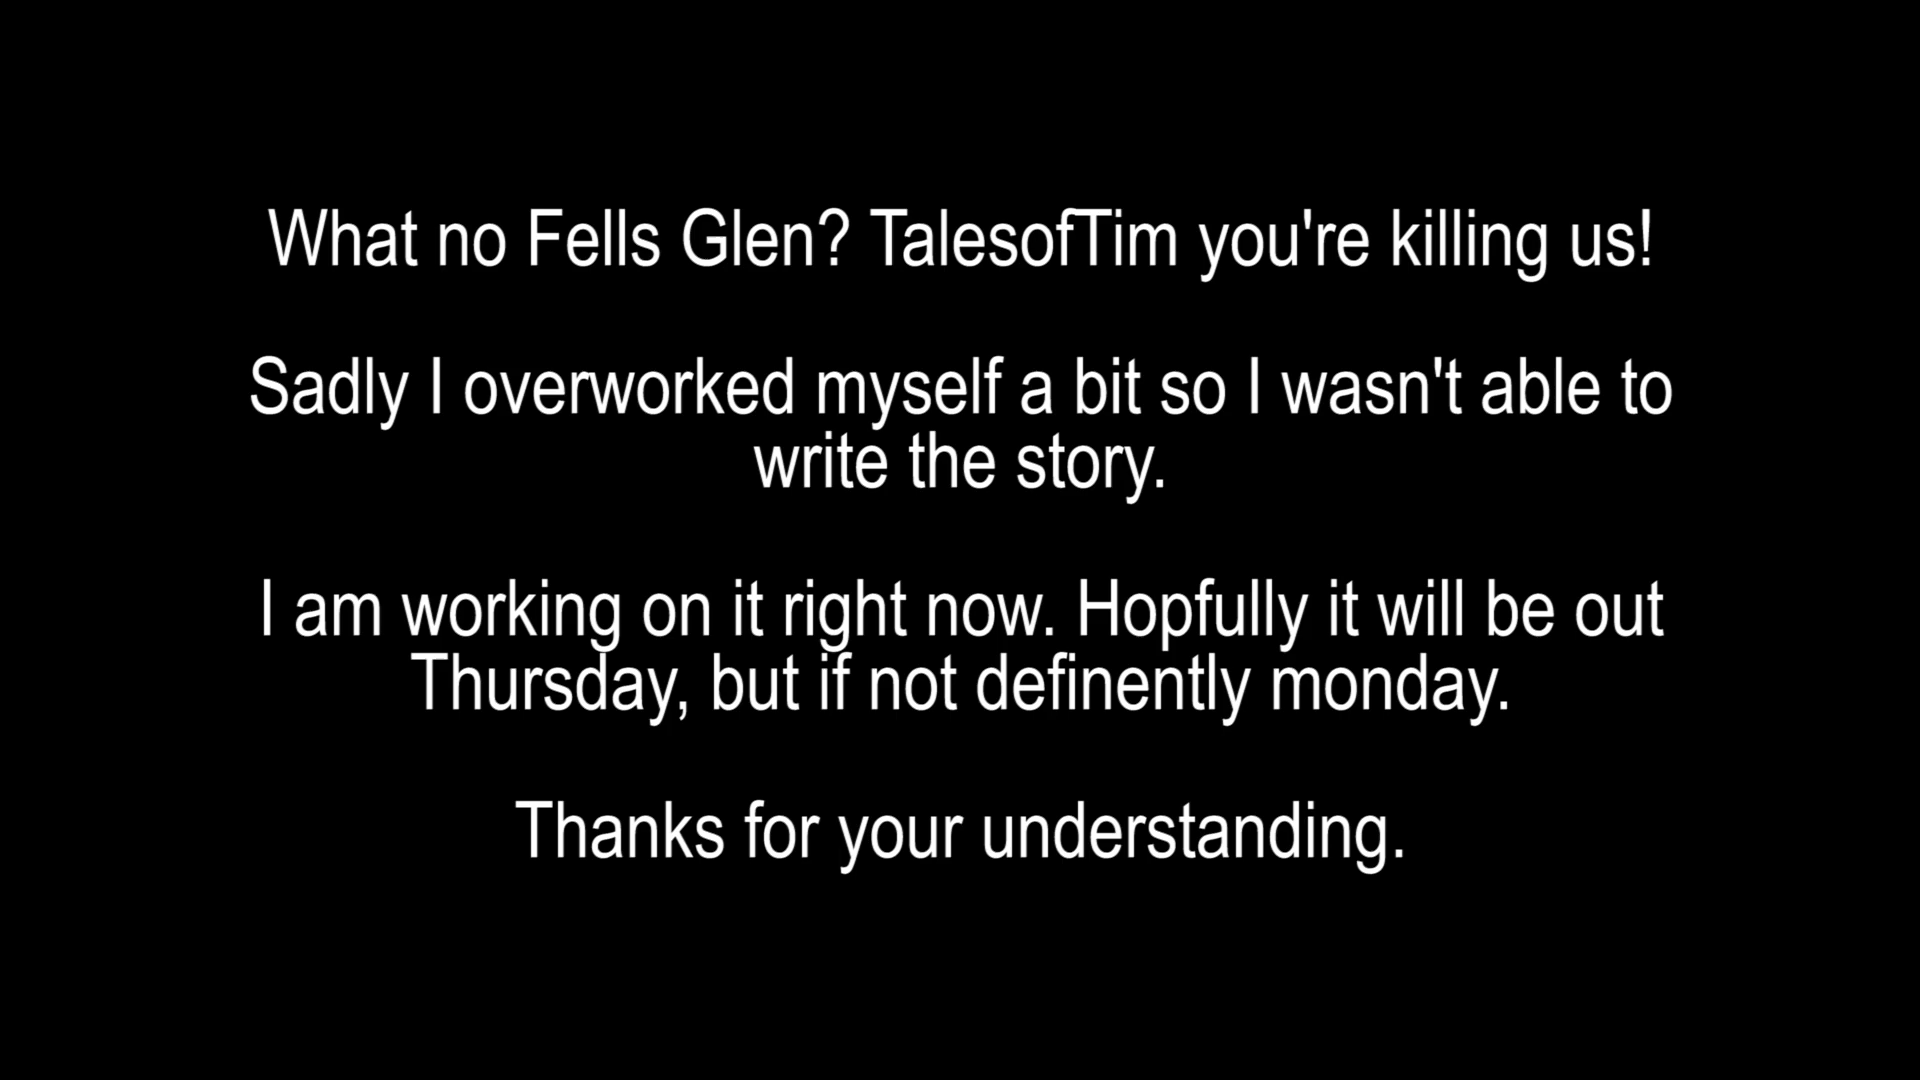 What no Fells Glen? TalesofTim you're killing us!
Sadly I overworked myself a bit so I wasn't able to
write the story.
I am working on it right now. Hopfully it will be out
Thursday, but if not definently monday.
Thanks for your understanding.